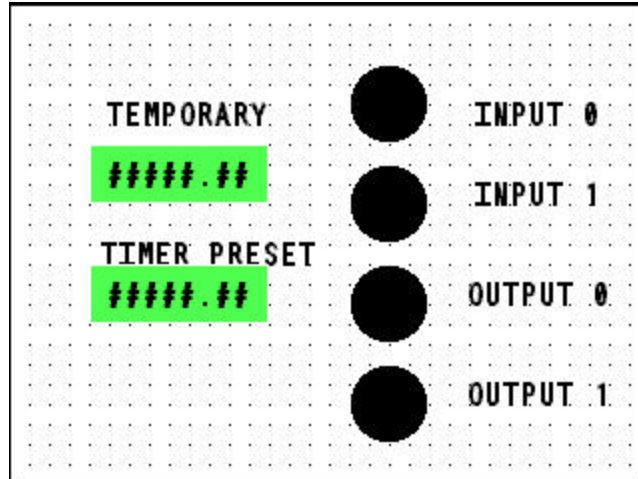 TEMPORARY
#####.##
TIMER PRESET
#####.##
INPUT 0
INPUT 1
OUTPUT 0
OUTPUT 1